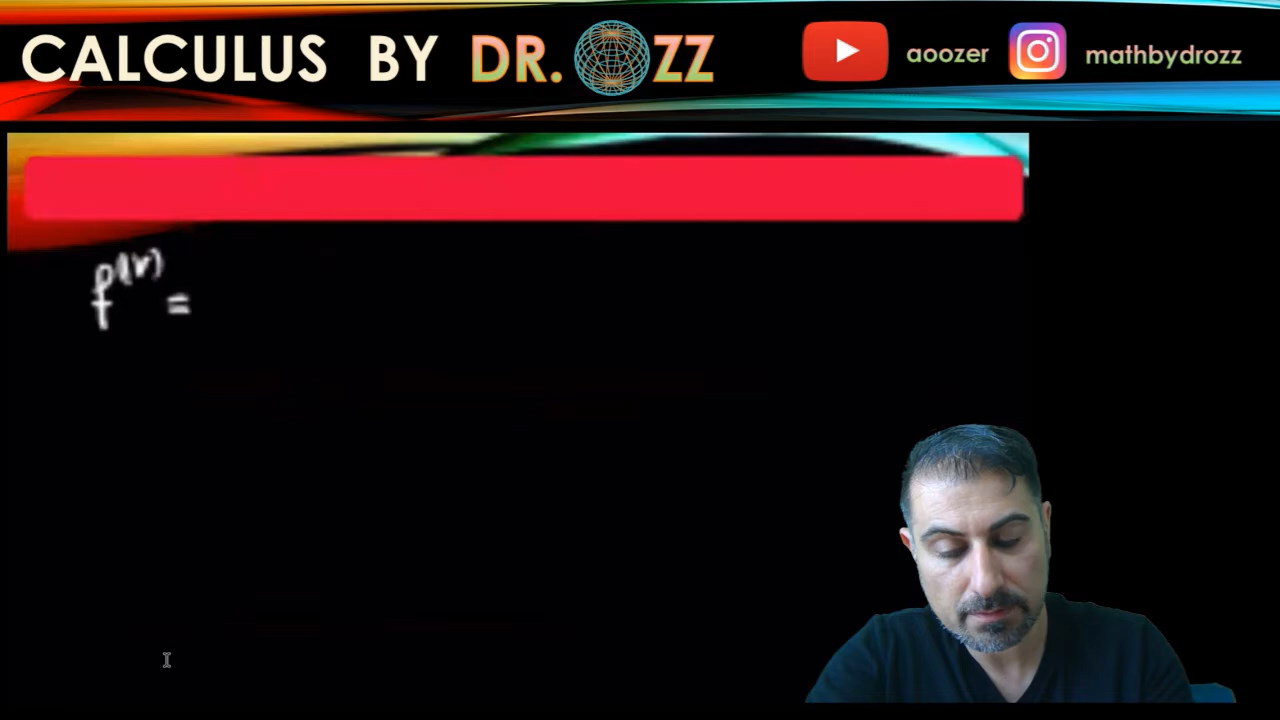 CALCULUS BY DR. ZZ
aoozer
mathbydrozz
f(x) =